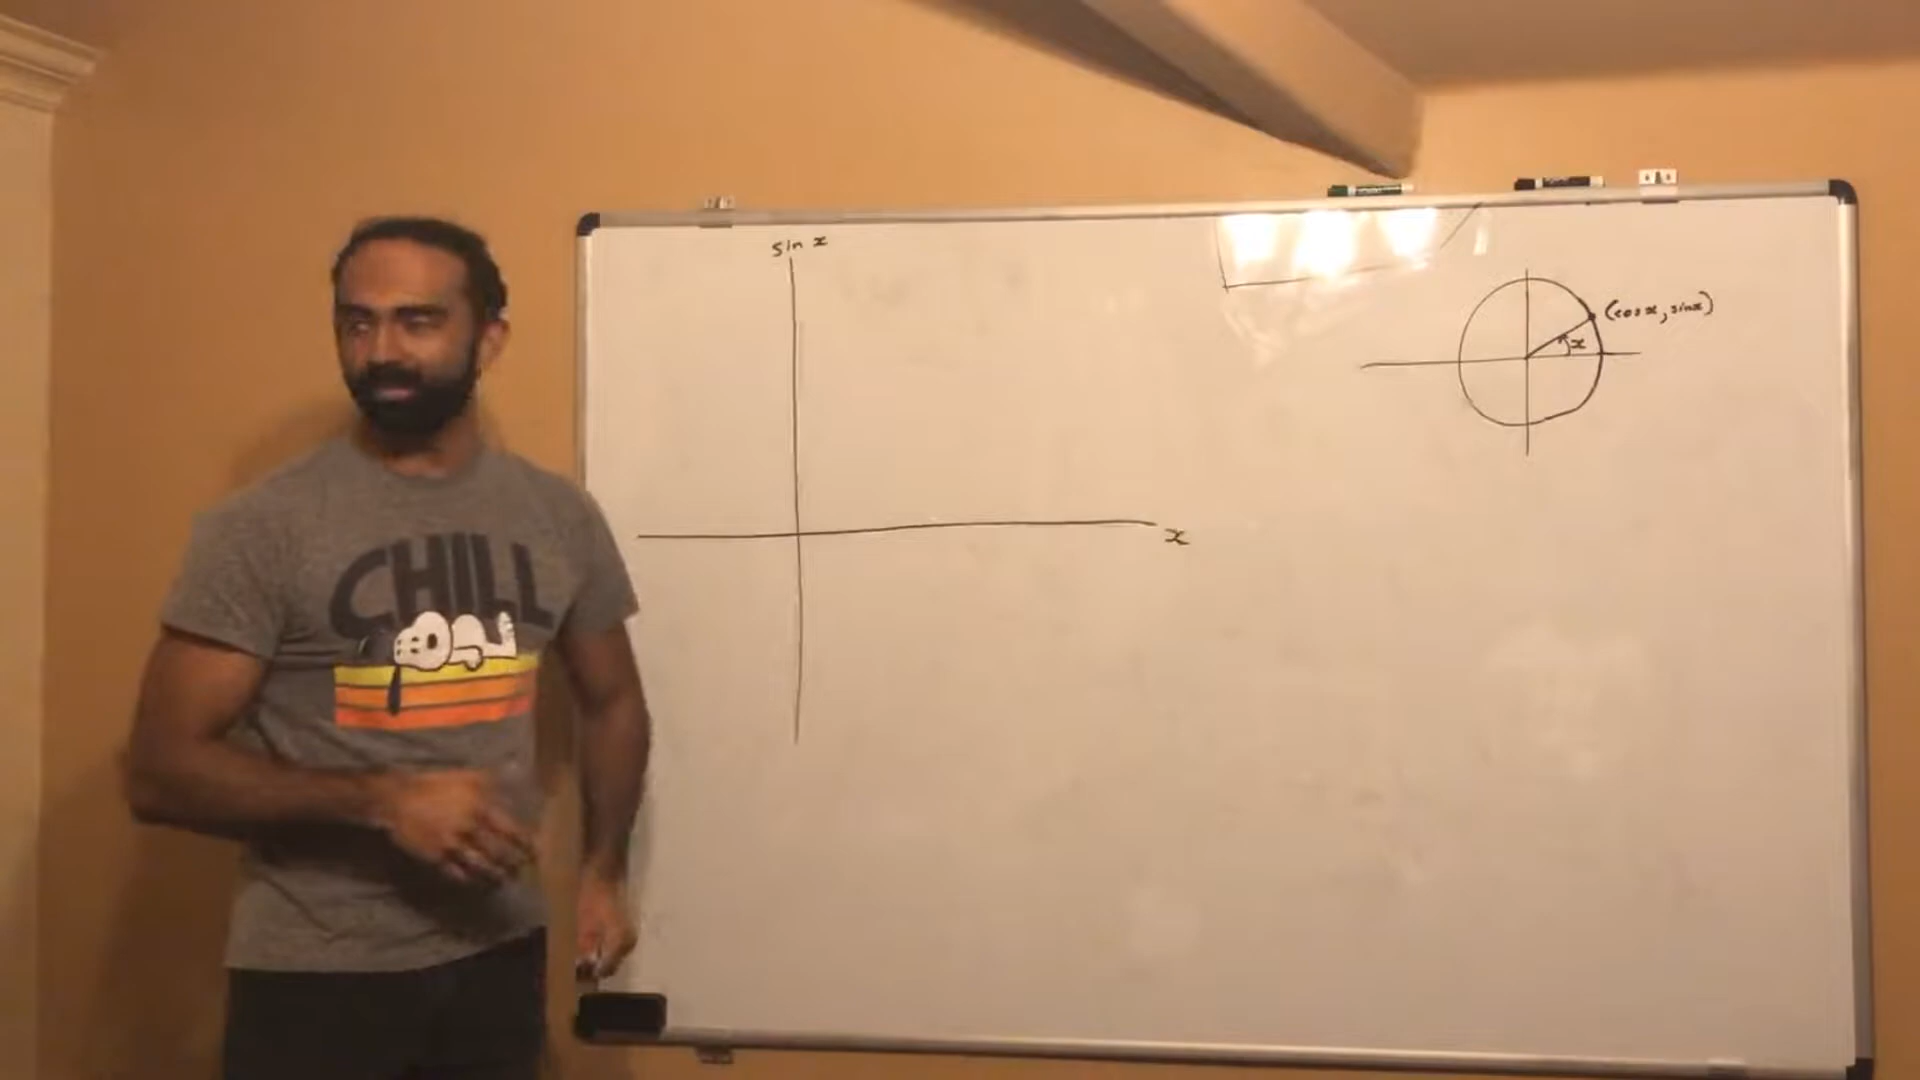 sin x
(cos x, sin x)
x
x
CHILL